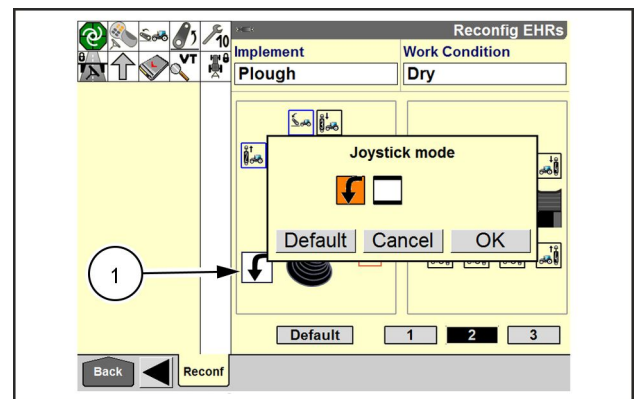 Reconfig EHRs
10
VT
Implement
Work Condition
Plough
Dry
Joystick mode
Default Cancel OK
1
Default 1 2 3
Back
Reconf